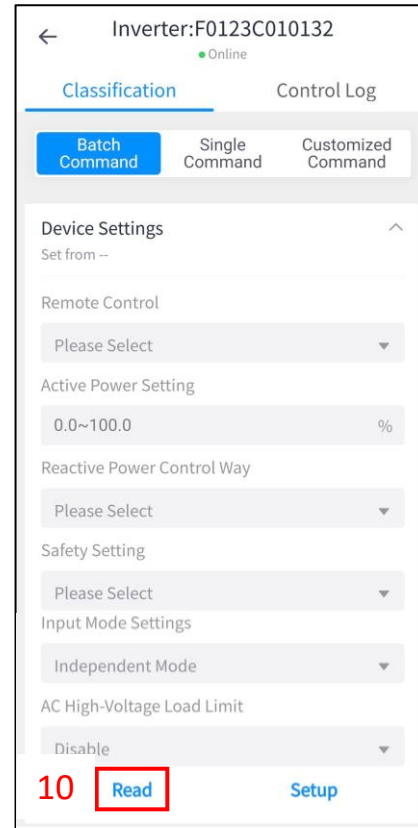 Inverter:F0123C010132
Online
Classification Control Log
Batch Command Single Command Customized Command
Device Settings
Set from --
Remote Control
Please Select
Active Power Setting
0.0~100.0 %
Reactive Power Control Way
Please Select
Safety Setting
Please Select
Input Mode Settings
Independent Mode
AC High-Voltage Load Limit
Disable
10 Read Setup